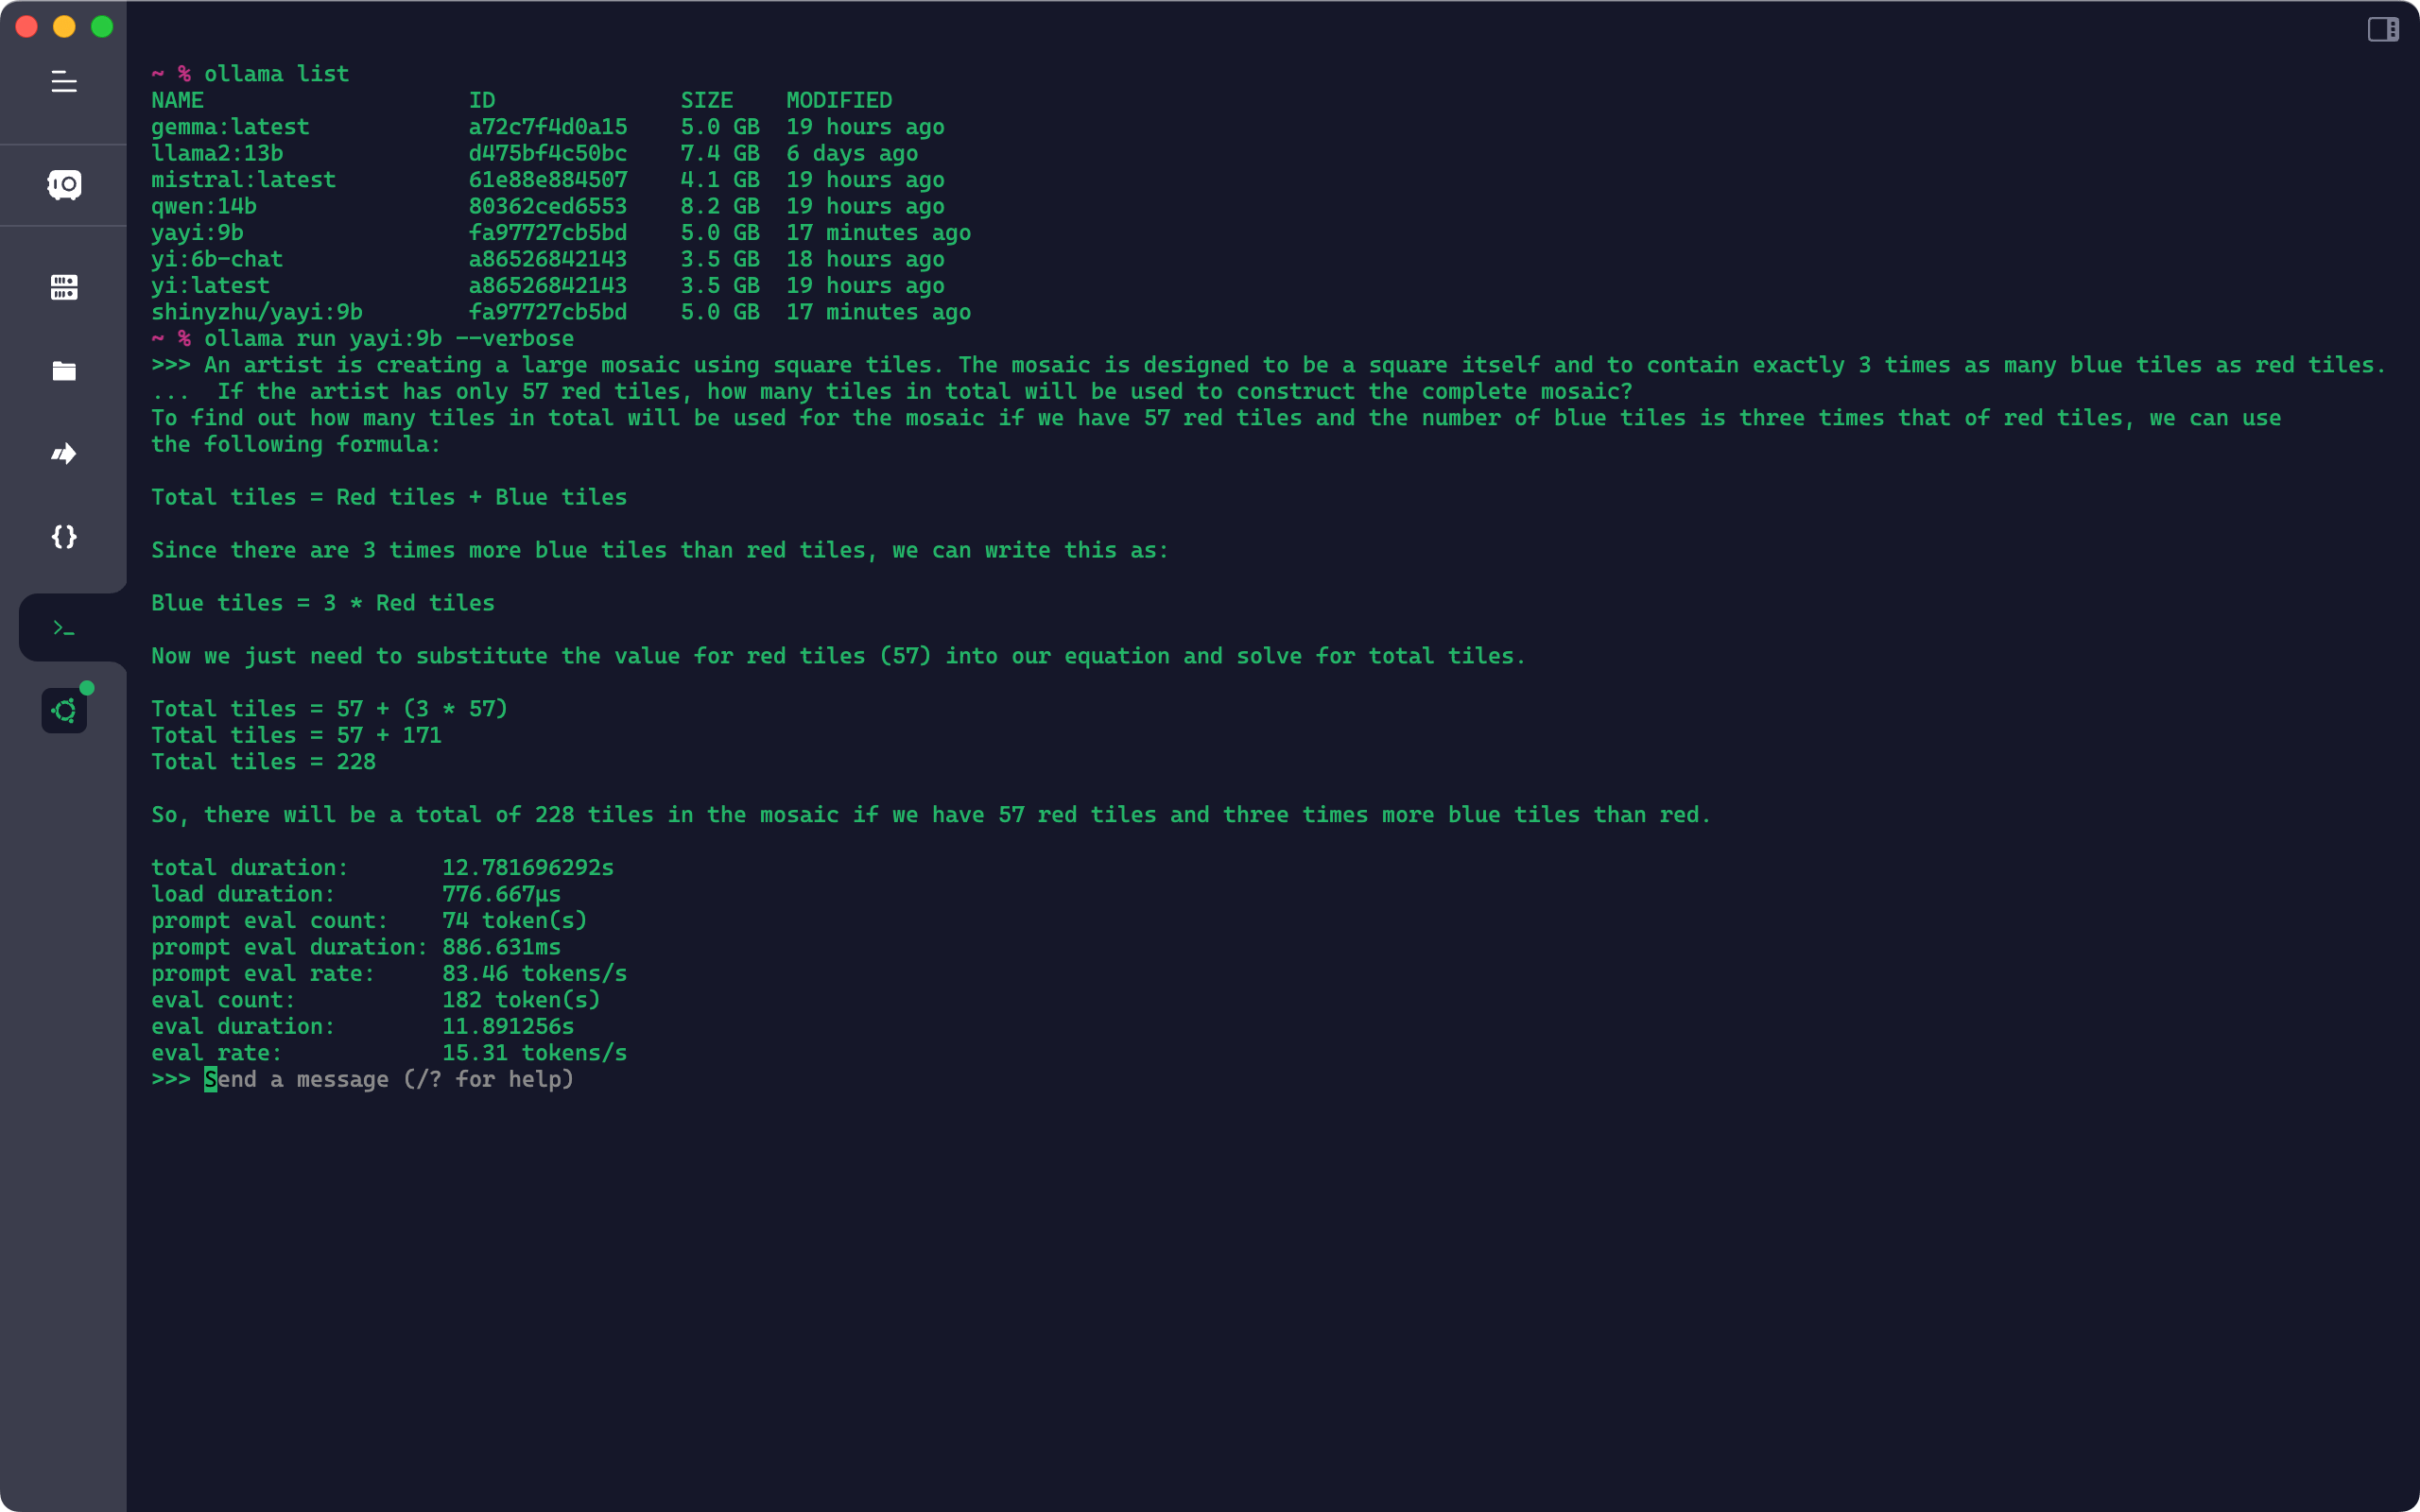 ~ % ollama list
NAME                    ID              SIZE    MODIFIED
gemma:latest            a72c7f4d0a15    5.0 GB  19 hours ago
llama2:13b              d475bf4c50bc    7.4 GB  6 days ago
mistral:latest          61e88e884507    4.1 GB  19 hours ago
qwen:14b                80362ced6553    8.2 GB  19 hours ago
yayi:9b                 fa97727cb5bd    5.0 GB  17 minutes ago
yi:6b-chat              a86526842143    3.5 GB  18 hours ago
yi:latest               a86526842143    3.5 GB  19 hours ago
shinyzhu/yayi:9b        fa97727cb5bd    5.0 GB  17 minutes ago
~ % ollama run yayi:9b --verbose
>>> An artist is creating a large mosaic using square tiles. The mosaic is designed to be a square itself and to contain exactly 3 times as many blue tiles as red tiles.
...  If the artist has only 57 red tiles, how many tiles in total will be used to construct the complete mosaic?
To find out how many tiles in total will be used for the mosaic if we have 57 red tiles and the number of blue tiles is three times that of red tiles, we can use
the following formula:
Total tiles = Red tiles + Blue tiles
Since there are 3 times more blue tiles than red tiles, we can write this as:
Blue tiles = 3 * Red tiles
Now we just need to substitute the value for red tiles (57) into our equation and solve for total tiles.
Total tiles = 57 + (3 * 57)
Total tiles = 57 + 171
Total tiles = 228
So, there will be a total of 228 tiles in the mosaic if we have 57 red tiles and three times more blue tiles than red.
total duration:       12.781696292s
load duration:        776.667µs
prompt eval count:    74 token(s)
prompt eval duration: 886.631ms
prompt eval rate:     83.46 tokens/s
eval count:           182 token(s)
eval duration:        11.891256s
eval rate:            15.31 tokens/s
>>> Send a message (/? for help)